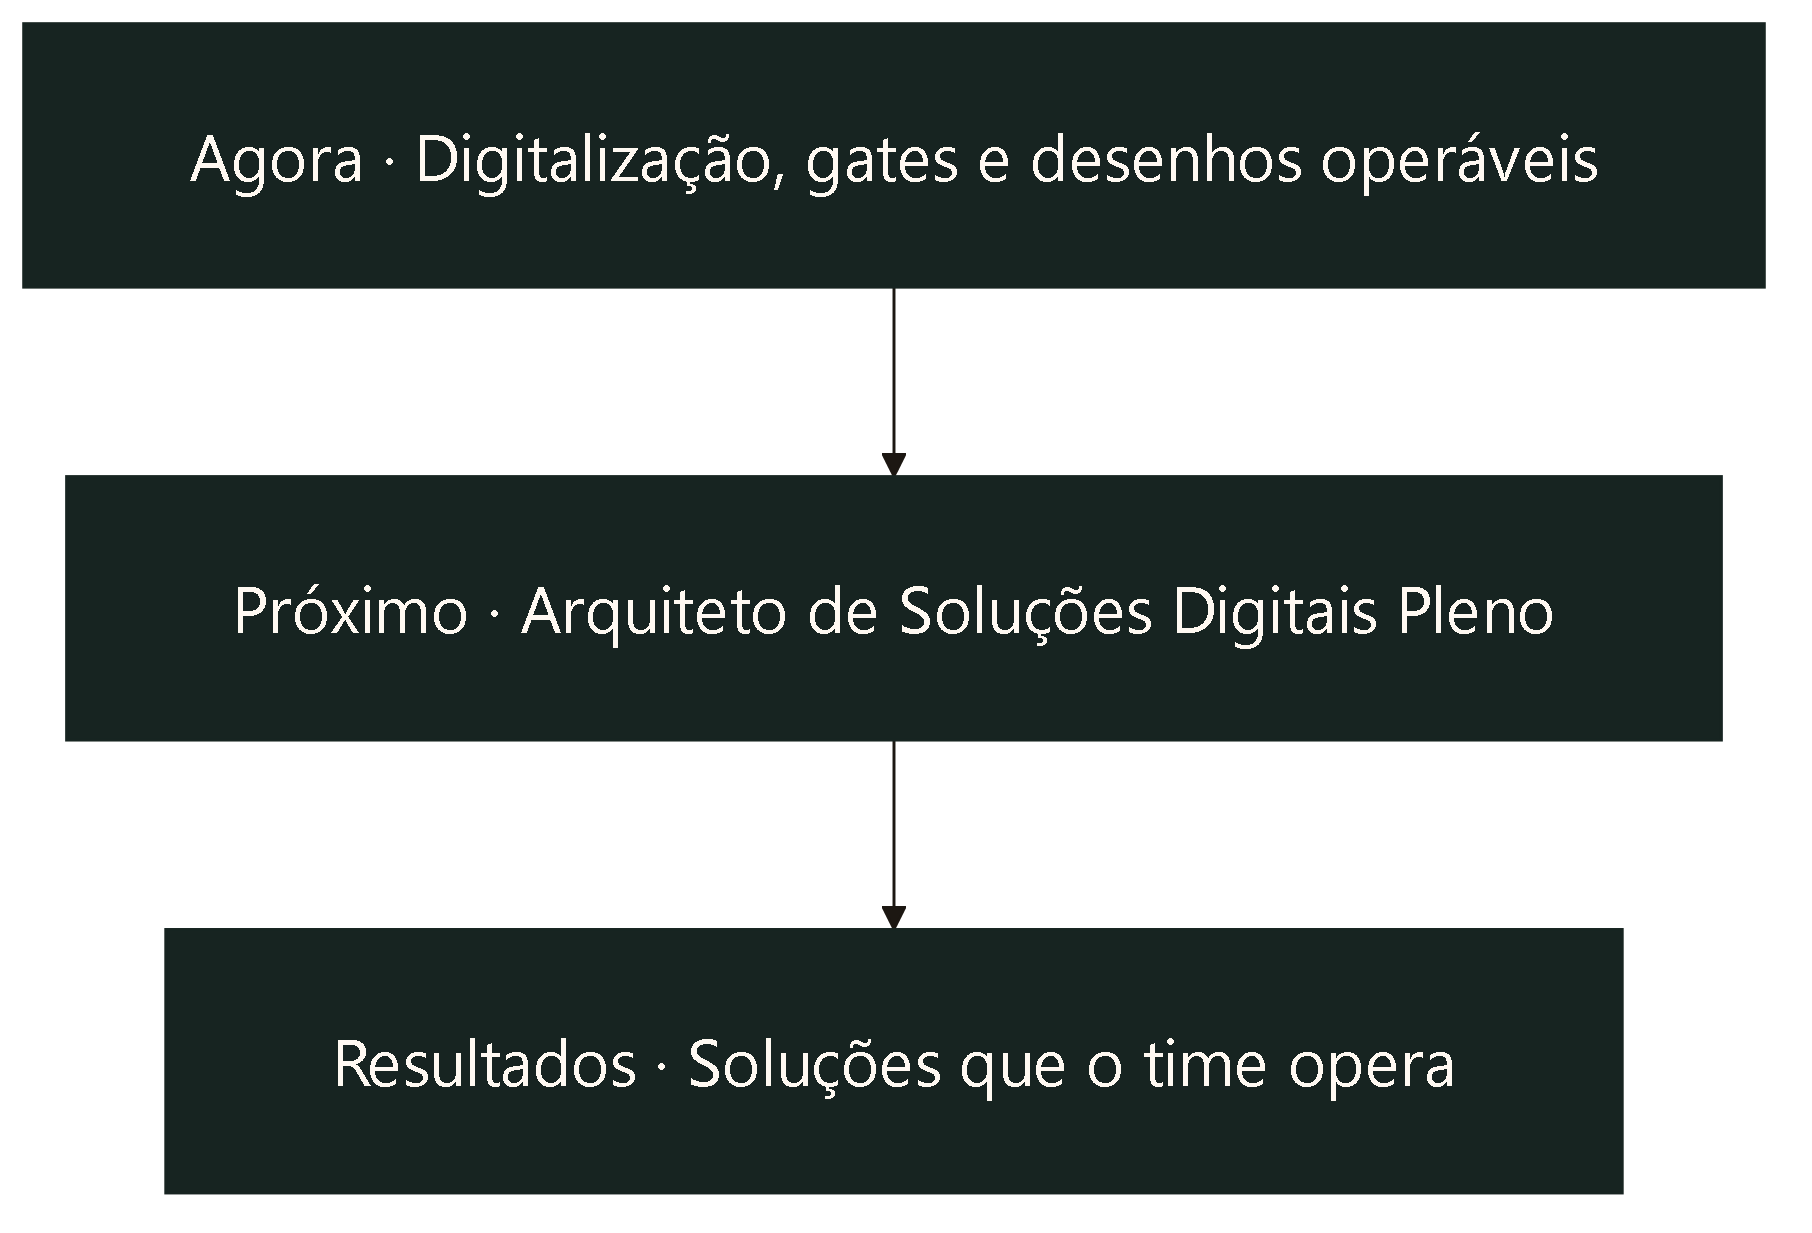 Agora · Digitalização, gates e desenhos operáveis
Próximo · Arquiteto de Soluções Digitais Pleno
Resultados · Soluções que o time opera